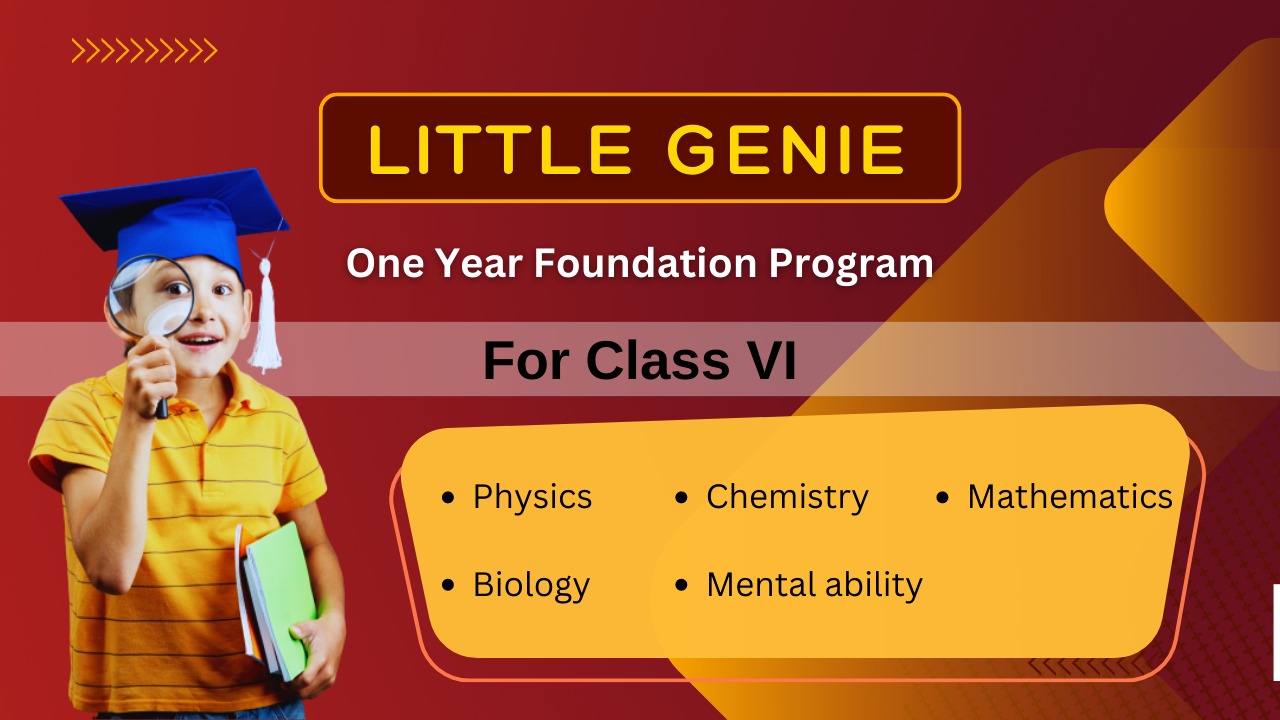 LITTLE GENIE
One Year Foundation Program
For Class VI
• Physics • Chemistry • Mathematics
• Biology • Mental ability